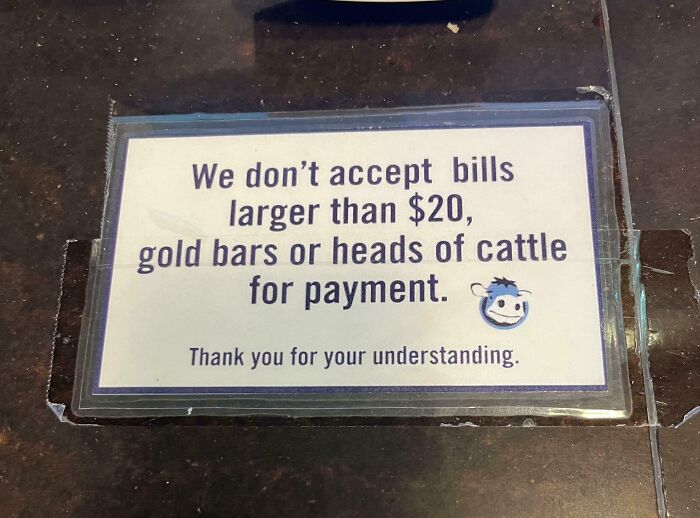 We don't accept bills
larger than $20,
gold bars or heads of cattle
for payment.
Thank you for your understanding.